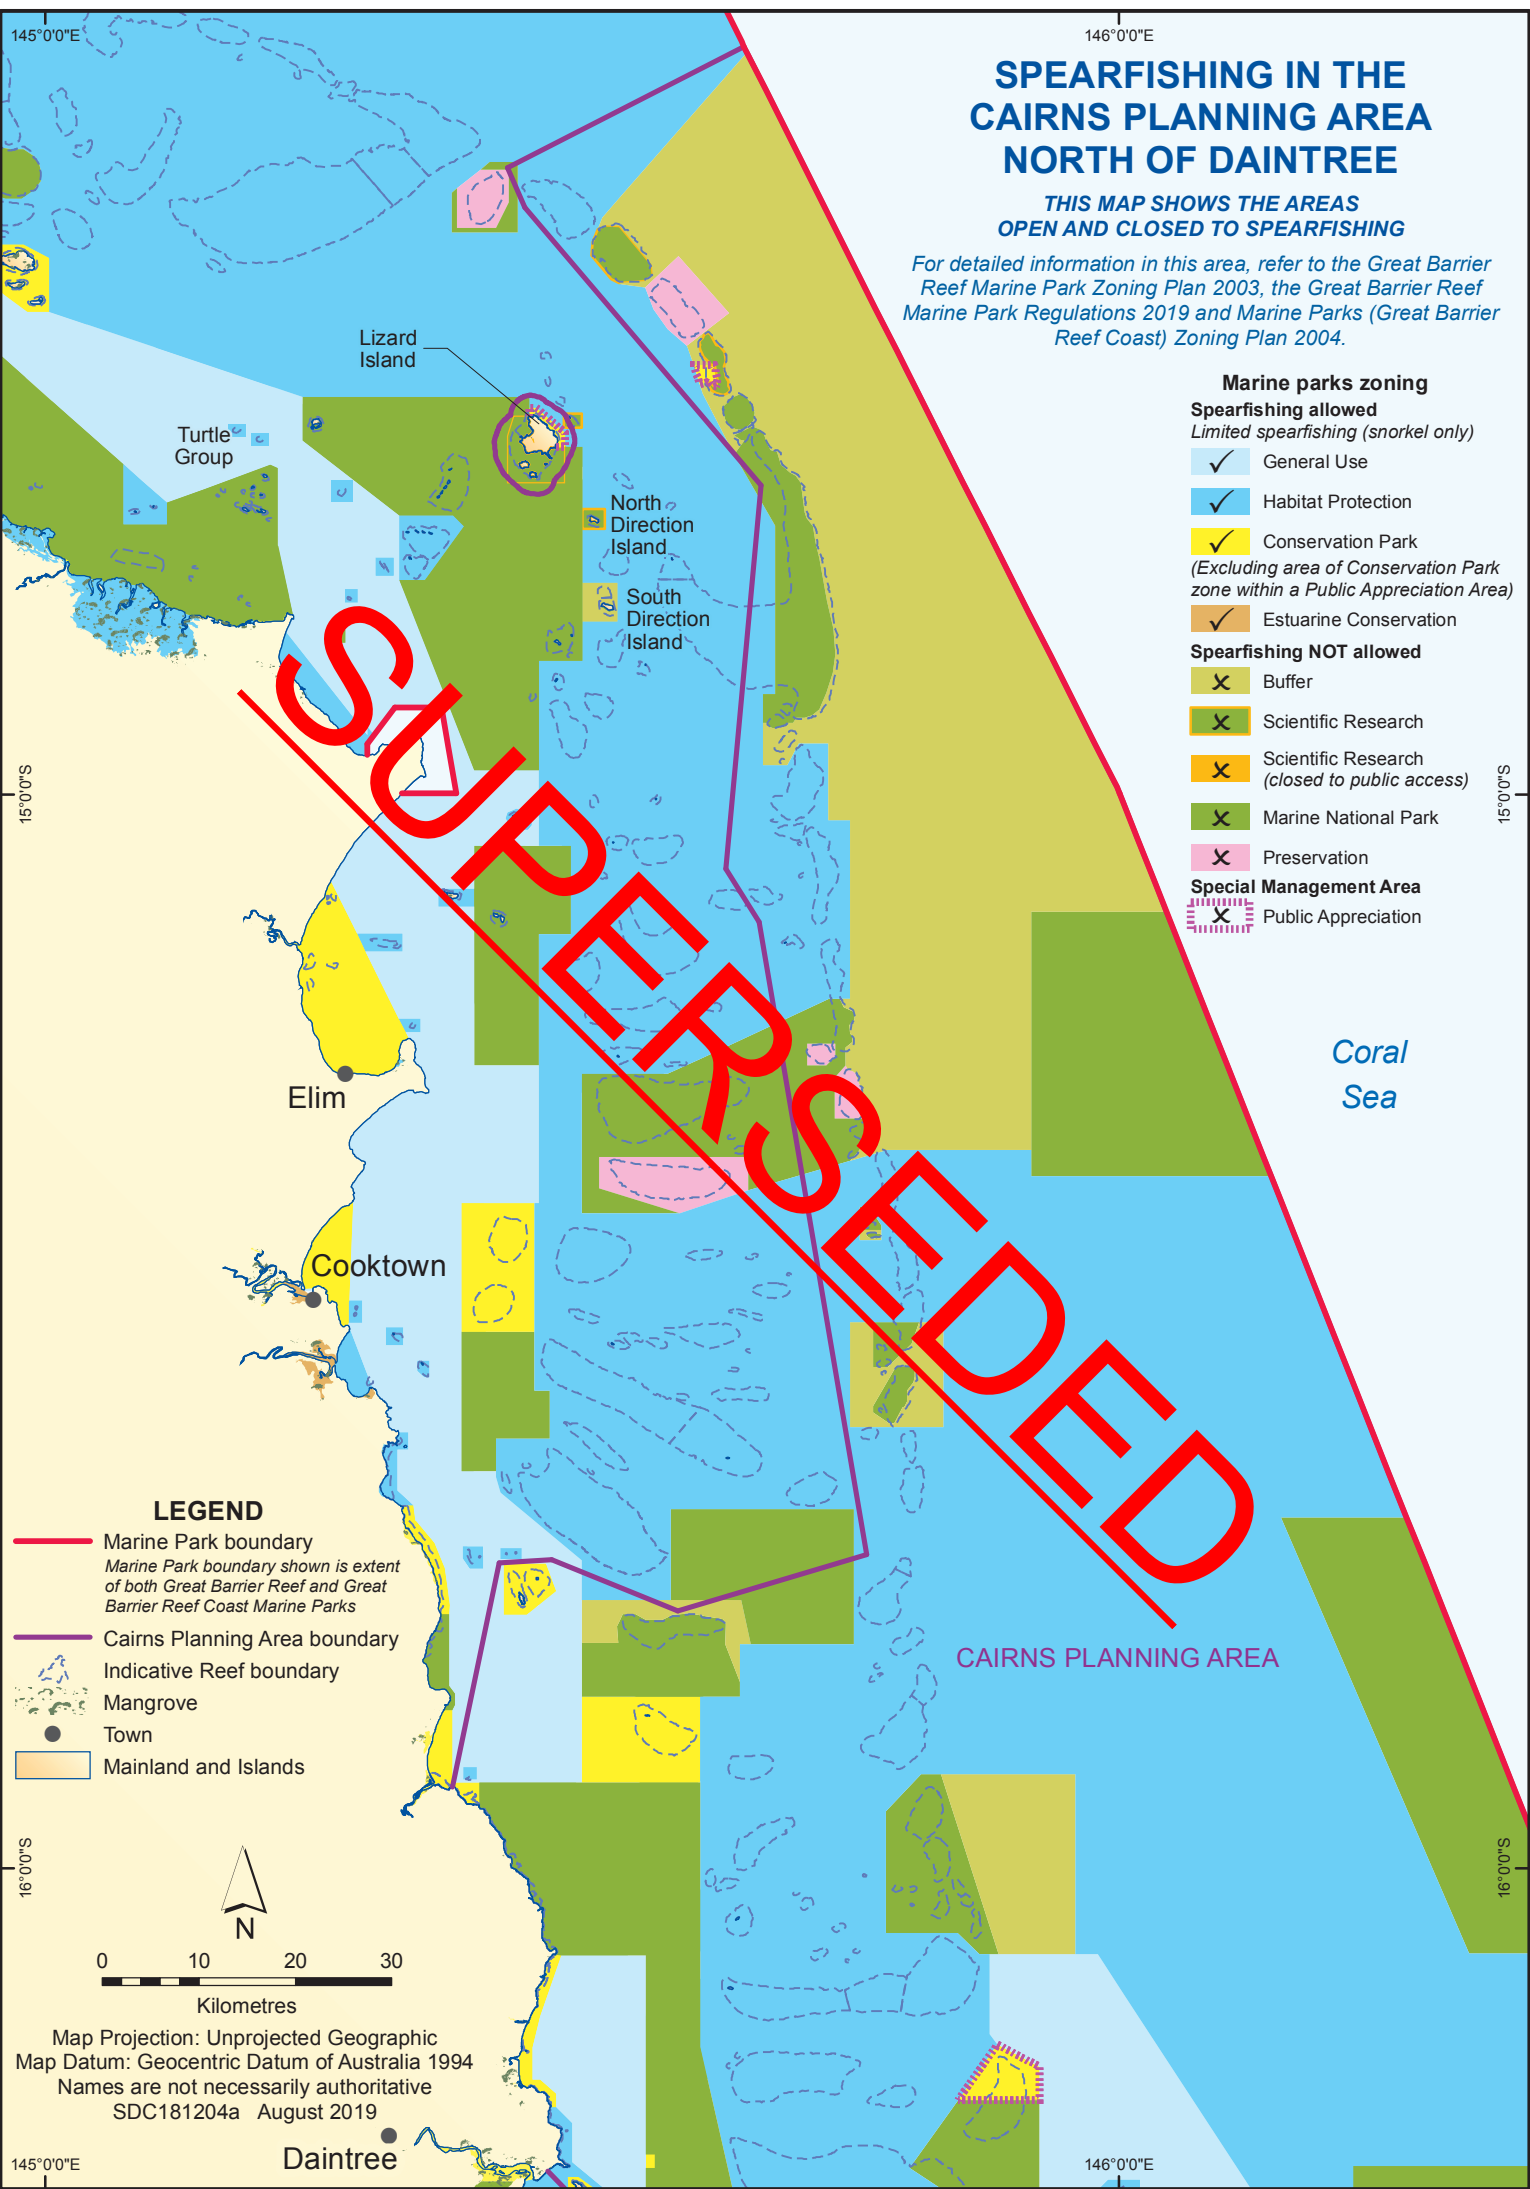 145°0'0"E
146°0'0"E
SPEARFISHING IN THE
CAIRNS PLANNING AREA
NORTH OF DAINTREE
THIS MAP SHOWS THE AREAS
OPEN AND CLOSED TO SPEARFISHING
For detailed information in this area, refer to the Great Barrier
Reef Marine Park Zoning Plan 2003, the Great Barrier Reef
Marine Park Regulations 2019 and Marine Parks (Great Barrier
Reef Coast) Zoning Plan 2004.
Marine parks zoning
Spearfishing allowed
Limited spearfishing (snorkel only)
General Use
Habitat Protection
Conservation Park
(Excluding area of Conservation Park
zone within a Public Appreciation Area)
Estuarine Conservation
Spearfishing NOT allowed
Buffer
Scientific Research
Scientific Research
(closed to public access)
Marine National Park
Preservation
Special Management Area
Public Appreciation
Lizard
Island
Turtle
Group
North
Direction
Island
South
Direction
Island
15°0'0"S
15°0'0"S
SUPERSEDED
Coral
Sea
Elim
Cooktown
CAIRNS PLANNING AREA
LEGEND
Marine Park boundary
Marine Park boundary shown is extent
of both Great Barrier Reef and Great
Barrier Reef Coast Marine Parks
Cairns Planning Area boundary
Indicative Reef boundary
Mangrove
Town
Mainland and Islands
16°0'0"S
16°0'0"S
N
0 10 20 30
Kilometres
Map Projection: Unprojected Geographic
Map Datum: Geocentric Datum of Australia 1994
Names are not necessarily authoritative
SDC181204a August 2019
Daintree
145°0'0"E
146°0'0"E